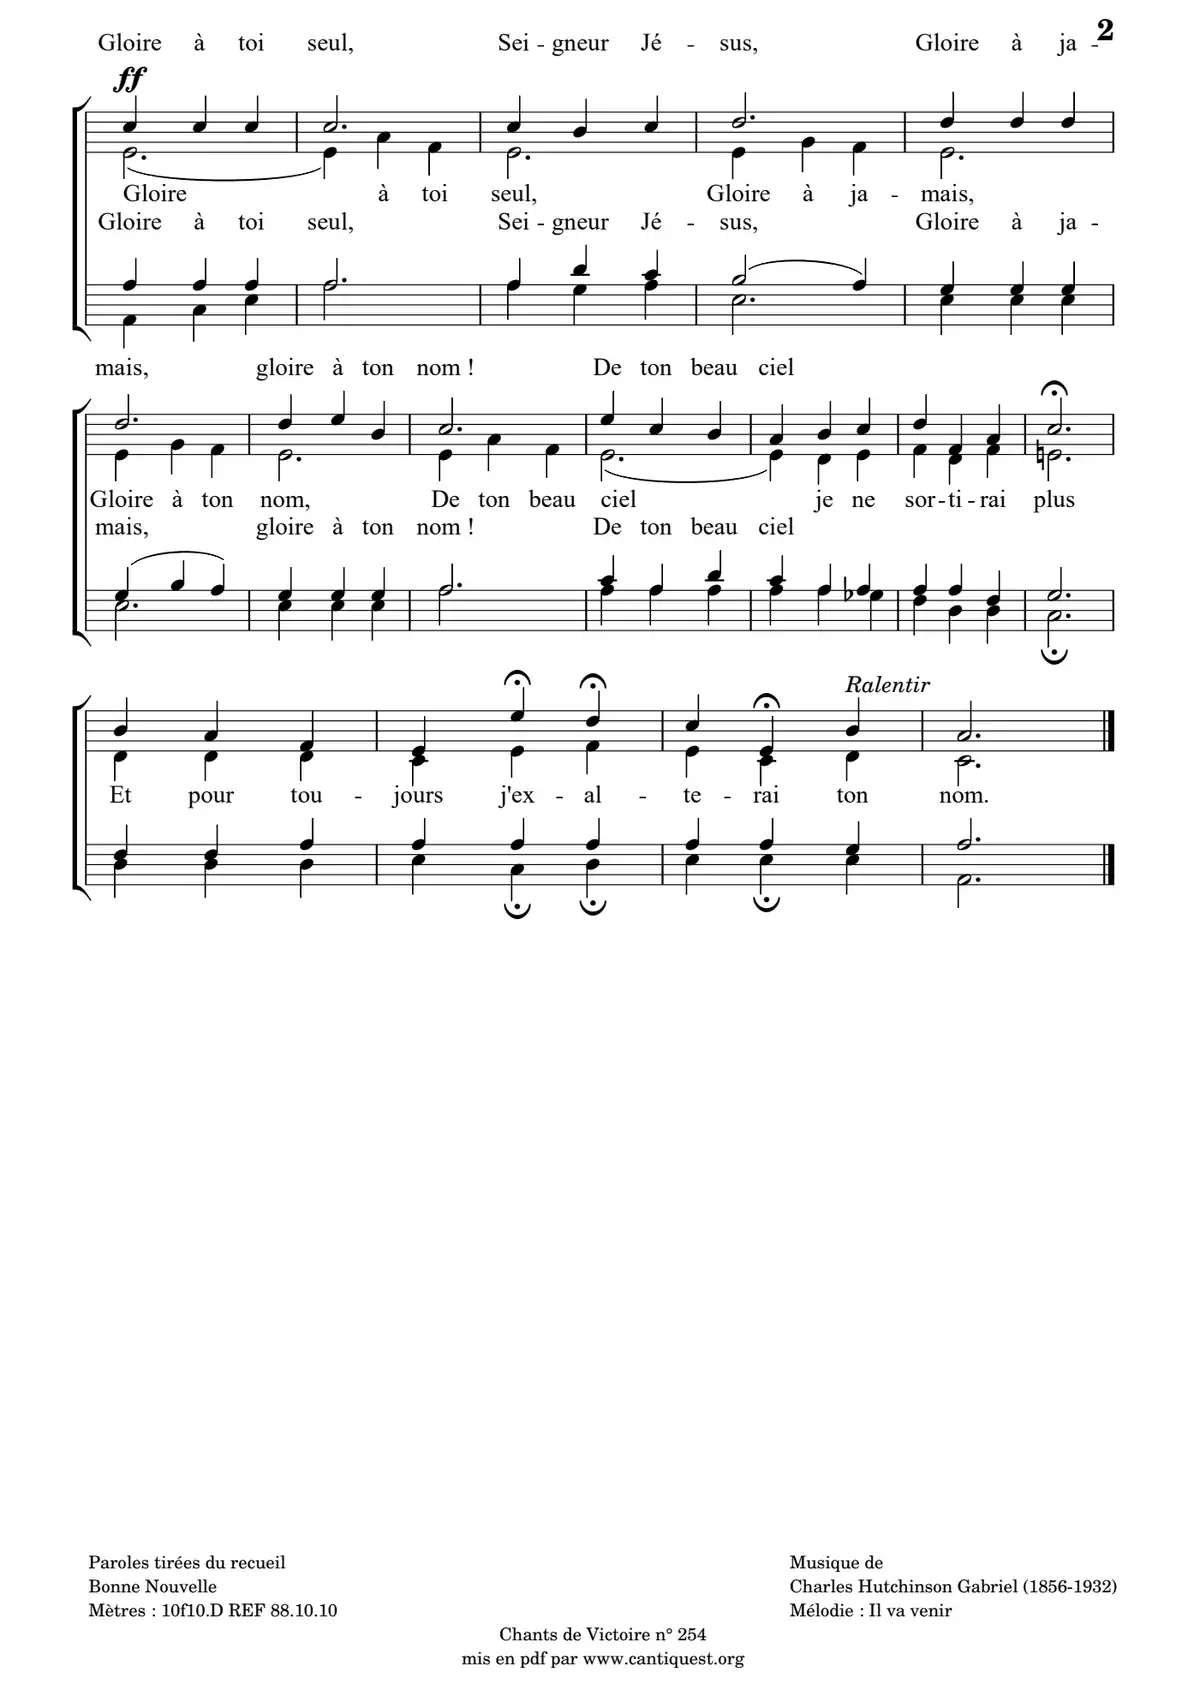 2
Gloire à toi seul, Sei - gneur Jé - sus, Gloire à ja -
ff
Gloire à toi seul, Gloire à ja - mais,
Gloire à toi seul, Sei - gneur Jé - sus, Gloire à ja -
mais, gloire à ton nom ! De ton beau ciel
Gloire à ton nom, De ton beau ciel je ne sor - ti - rai plus
mais, gloire à ton nom ! De ton beau ciel
Ralentir
Et pour tou - jours j'ex - al - te - rai ton nom.
Paroles tirées du recueil
Bonne Nouvelle
Mètres : 10f10.D REF 88.10.10
Musique de
Charles Hutchinson Gabriel (1856-1932)
Mélodie : Il va venir
Chants de Victoire n° 254
mis en pdf par www.cantiquest.org